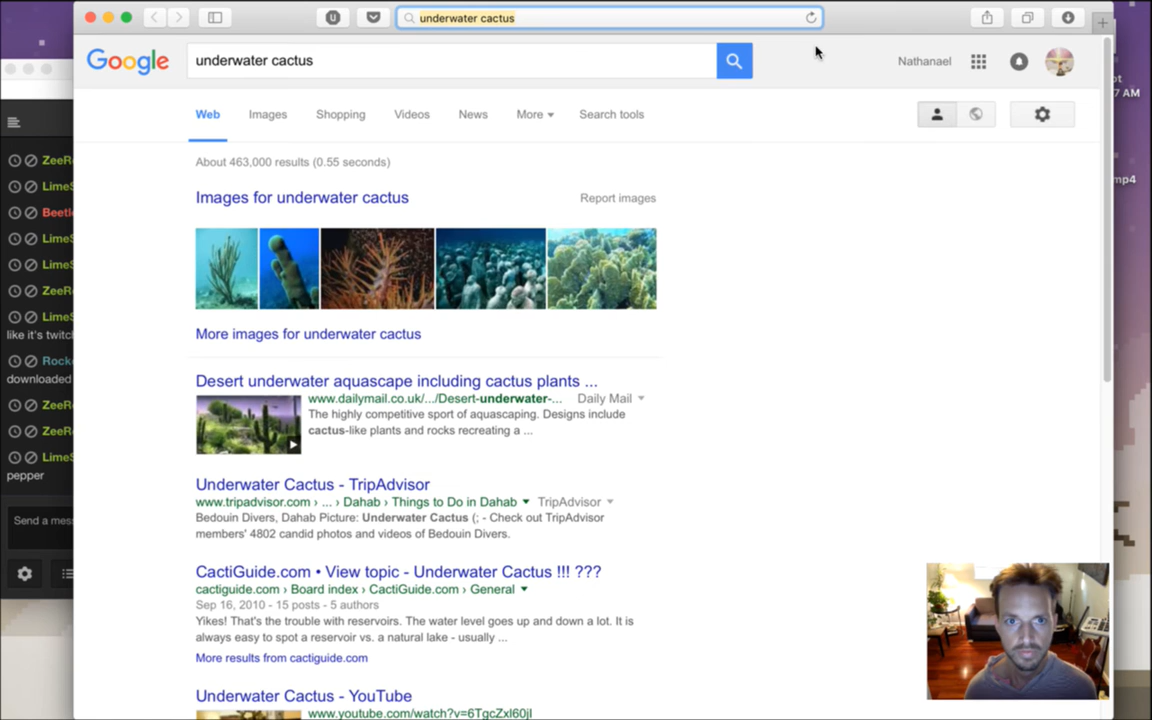 underwater cactus
Google
underwater cactus
Nathanael
Web Images Shopping Videos News More Search tools
About 463,000 results (0.55 seconds)
Images for underwater cactus
Report images
More images for underwater cactus
Desert underwater aquascape including cactus plants ...
www.dailymail.co.uk/.../Desert-underwater-... Daily Mail
The highly competitive sport of aquascaping. Designs include
cactus-like plants and rocks recreating a ...
Underwater Cactus - TripAdvisor
www.tripadvisor.com › ... › Dahab › Things to Do in Dahab TripAdvisor
Bedouin Divers, Dahab Picture: Underwater Cactus (; - Check out TripAdvisor
members' 4802 candid photos and videos of Bedouin Divers.
CactiGuide.com • View topic - Underwater Cactus !!! ???
cactiguide.com › Board index › CactiGuide.com › General
Sep 16, 2010 - 15 posts - 5 authors
Yikes! That's the trouble with reservoirs. The water level goes up and down a lot. It is
always easy to spot a reservoir vs. a natural lake - usually ...
More results from cactiguide.com
Underwater Cactus - YouTube
www.youtube.com/watch?v=6TgcZxl60jI
ZeeR
LimeS
Beetl
LimeS
LimeS
ZeeR
LimeS
like it's twitc
Rock
downloaded
ZeeR
ZeeR
LimeS
pepper
Send a mess
ot
7 AM
mp4